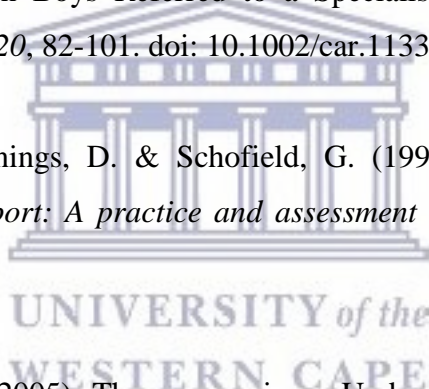 Boys Referred to a Specialis
20, 82-101. doi: 10.1002/car.1133
nings, D. & Schofield, G. (199
port: A practice and assessment
UNIVERSITY of the
WESTERN CAPE
2005)